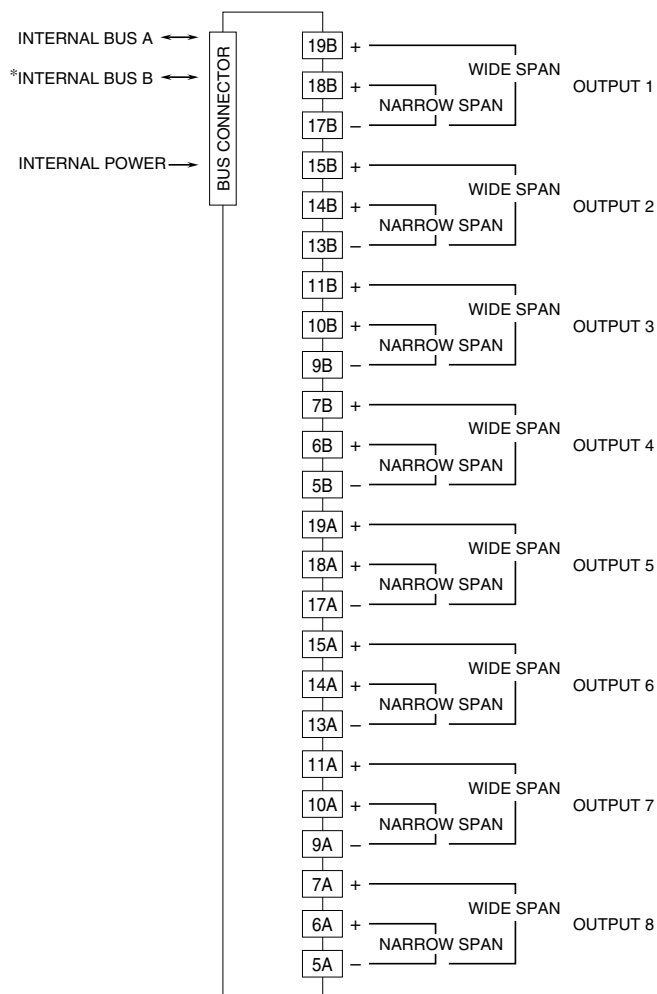 INTERNAL BUS A
*INTERNAL BUS B
INTERNAL POWER
BUS CONNECTOR
19B +
WIDE SPAN
18B +
NARROW SPAN
OUTPUT 1
17B –
15B +
WIDE SPAN
14B +
NARROW SPAN
OUTPUT 2
13B –
11B +
WIDE SPAN
10B +
NARROW SPAN
OUTPUT 3
9B –
7B +
WIDE SPAN
6B +
NARROW SPAN
OUTPUT 4
5B –
19A +
WIDE SPAN
18A +
NARROW SPAN
OUTPUT 5
17A –
15A +
WIDE SPAN
14A +
NARROW SPAN
OUTPUT 6
13A –
11A +
WIDE SPAN
10A +
NARROW SPAN
OUTPUT 7
9A –
7A +
WIDE SPAN
6A +
NARROW SPAN
OUTPUT 8
5A –